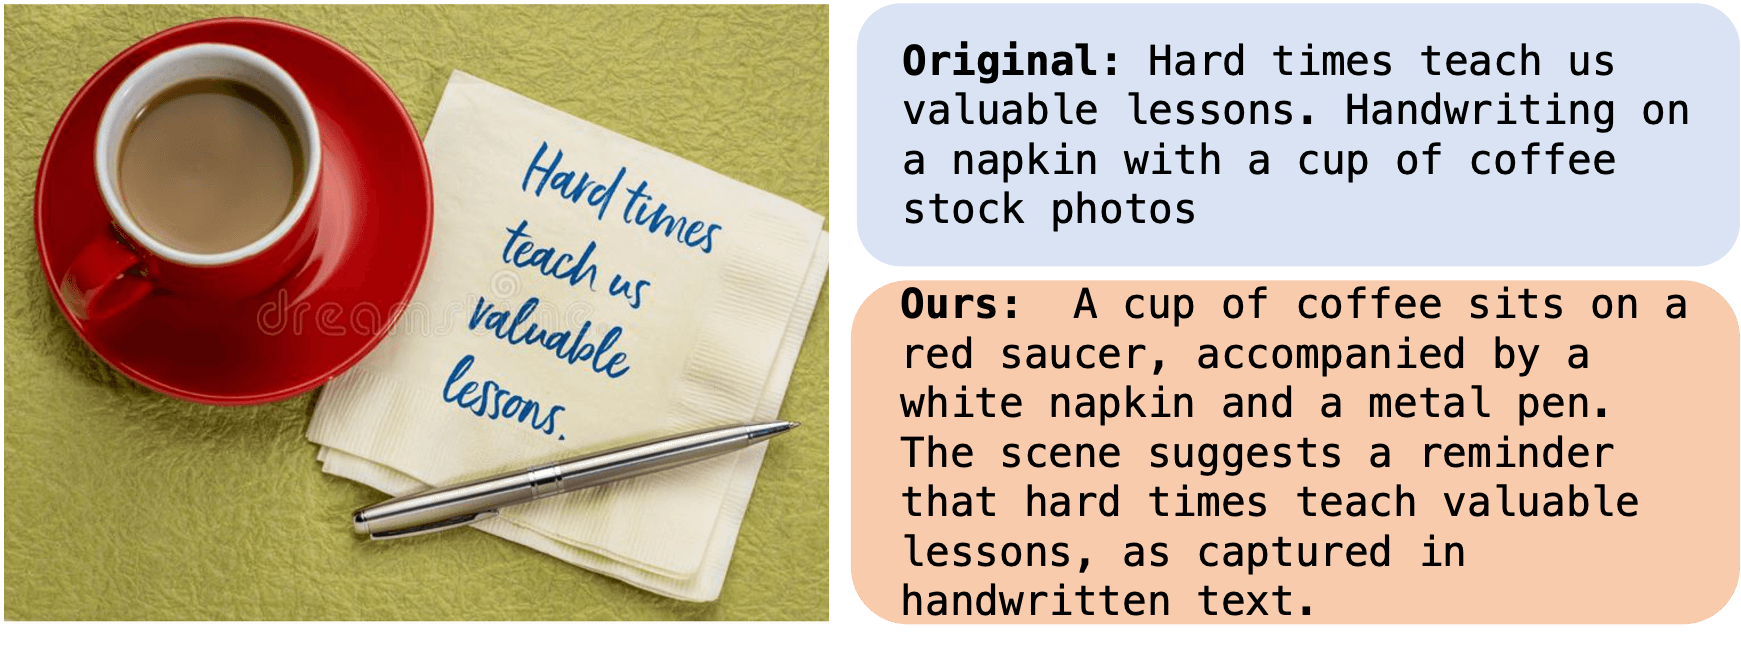 Hard times
teach us
valuable
lessons.
dreamstime
Original: Hard times teach us
valuable lessons. Handwriting on
a napkin with a cup of coffee
stock photos
Ours: A cup of coffee sits on a
red saucer, accompanied by a
white napkin and a metal pen.
The scene suggests a reminder
that hard times teach valuable
lessons, as captured in
handwritten text.